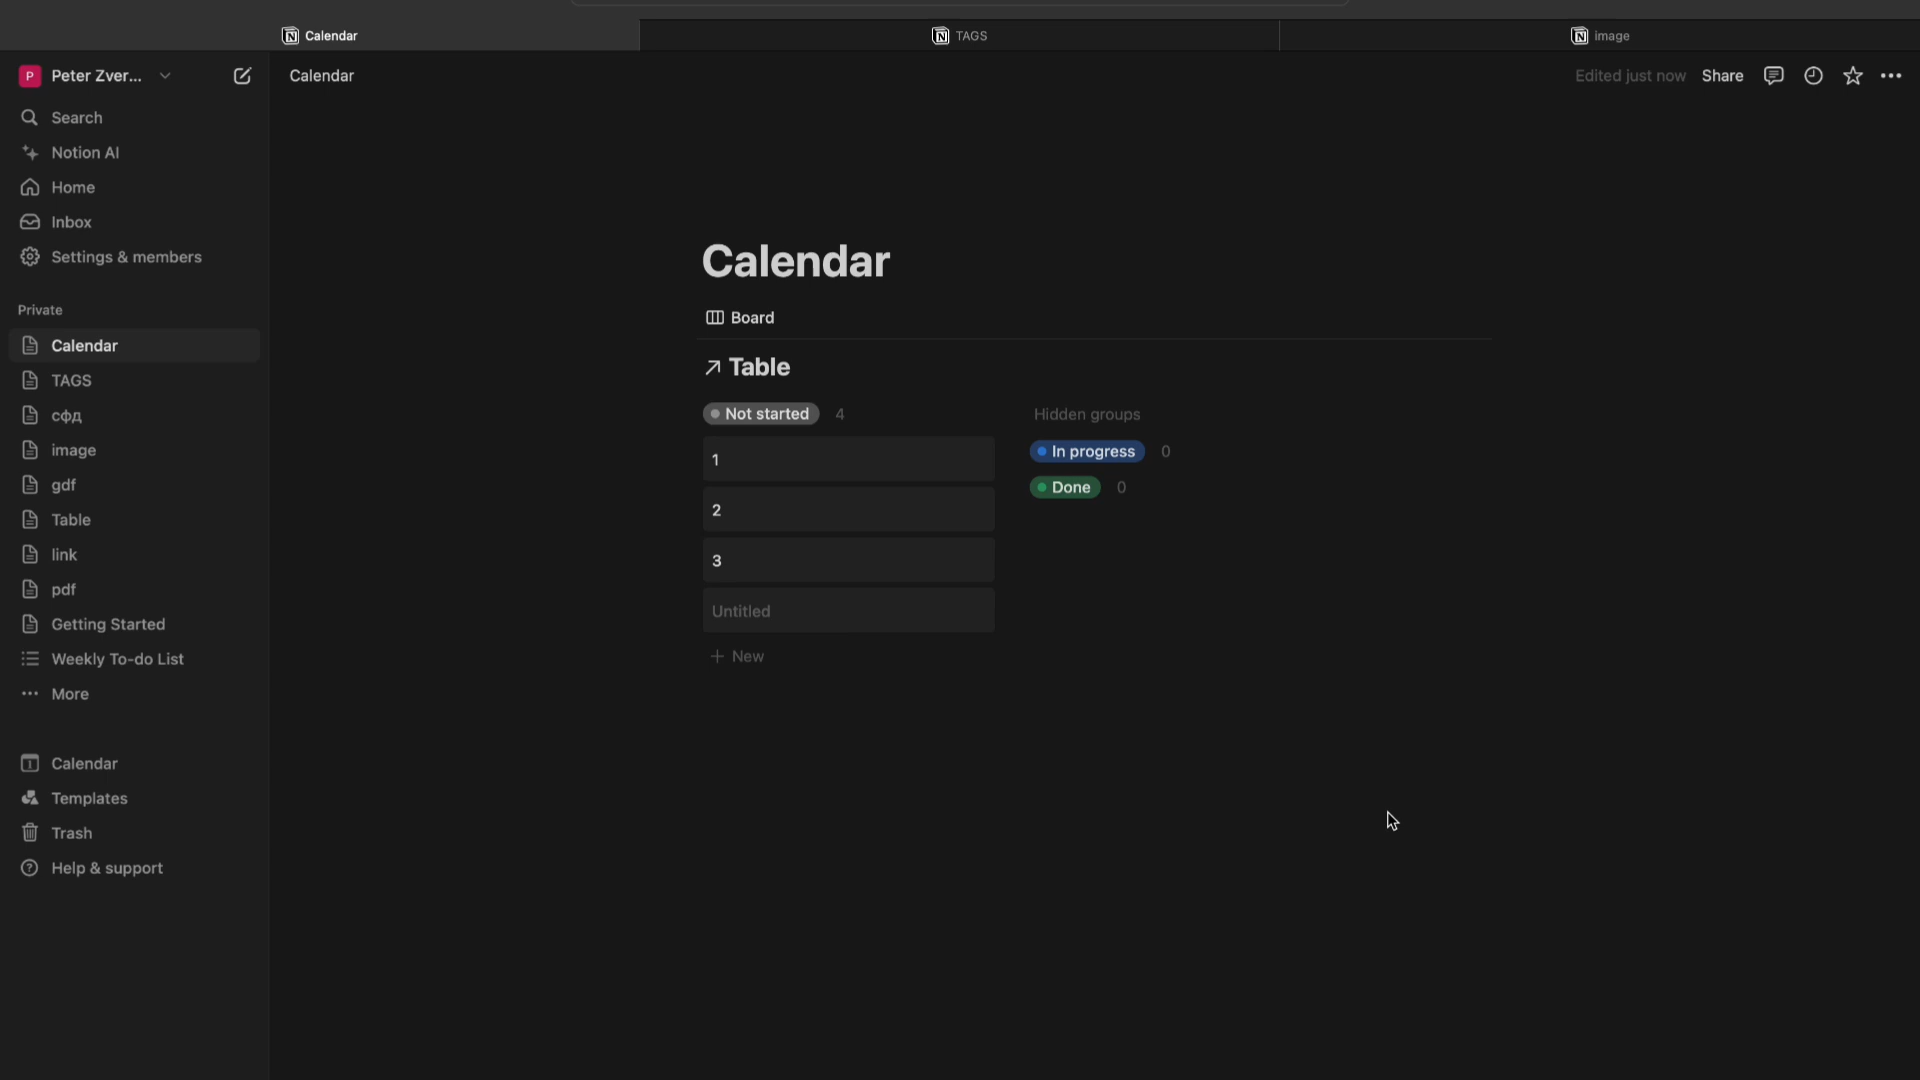 Calendar
TAGS
image
P Peter Zver...
Calendar
Edited just now Share
Search
Notion AI
Home
Inbox
Settings & members
Private
Calendar
TAGS
сфд
image
gdf
Table
link
pdf
Getting Started
Weekly To-do List
More
Calendar
Templates
Trash
Help & support
Calendar
Board
Table
Not started 4
1
2
3
Untitled
New
Hidden groups
In progress 0
Done 0